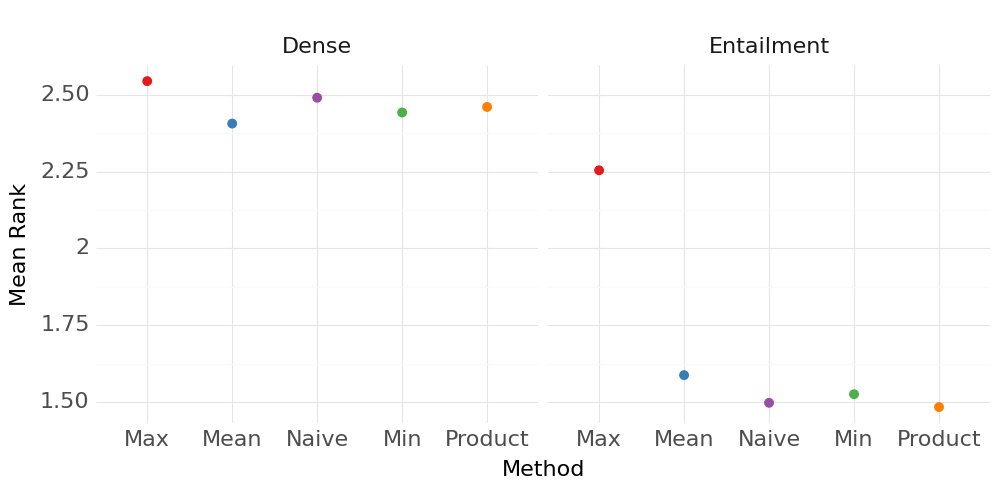 Dense Entailment
Mean Rank
2.50
2.25
2
1.75
1.50
Max Mean Naive Min Product Max Mean Naive Min Product
Method